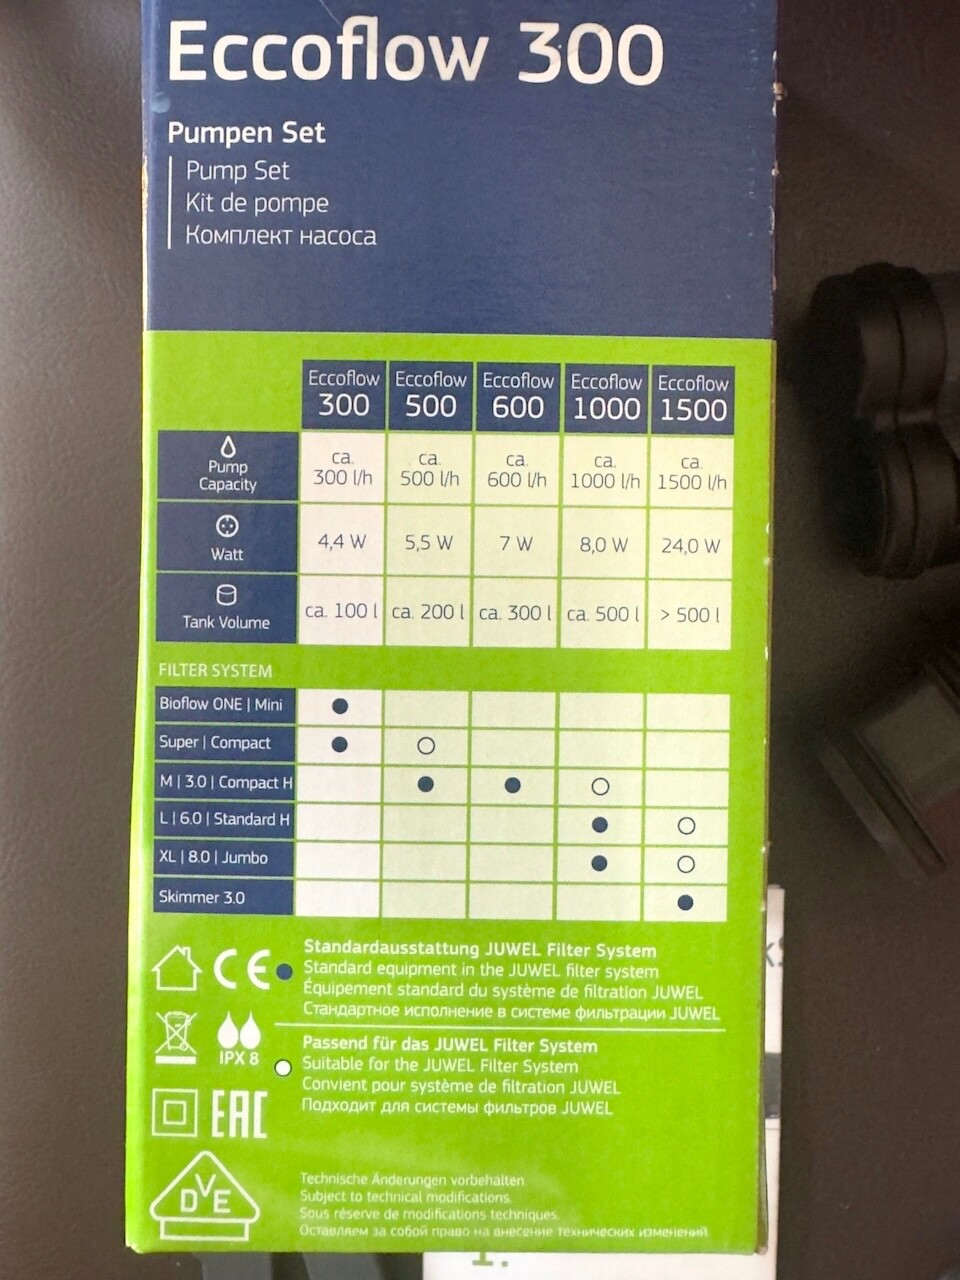 Eccoflow 300
Pumpen Set
Pump Set
Kit de pompe
Комплект насоса
Eccoflow 300 Eccoflow 500 Eccoflow 600 Eccoflow 1000 Eccoflow 1500
Pump Capacity ca. 300 l/h ca. 500 l/h ca. 600 l/h ca. 1000 l/h ca. 1500 l/h
Watt 4,4 W 5,5 W 7 W 8,0 W 24,0 W
Tank Volume ca. 100 l ca. 200 l ca. 300 l ca. 500 l > 500 l
FILTER SYSTEM
Bioflow ONE | Mini
Super | Compact
M | 3.0 | Compact H
L | 6.0 | Standard H
XL | 8.0 | Jumbo
Skimmer 3.0
Standardausstattung JUWEL Filter System
Standard equipment in the JUWEL filter system
Équipement standard du système de filtration JUWEL
Стандартное исполнение в системе фильтрации JUWEL
CE
Passend für das JUWEL Filter System
Suitable for the JUWEL Filter System
Convient pour système de filtration JUWEL
Подходит для системы фильтров JUWEL
IPX 8
EAC
DVE
Technische Änderungen vorbehalten.
Subject to technical modifications.
Sous réserve de modifications techniques.
Оставляем за собой право на внесение технических изменений.
1.